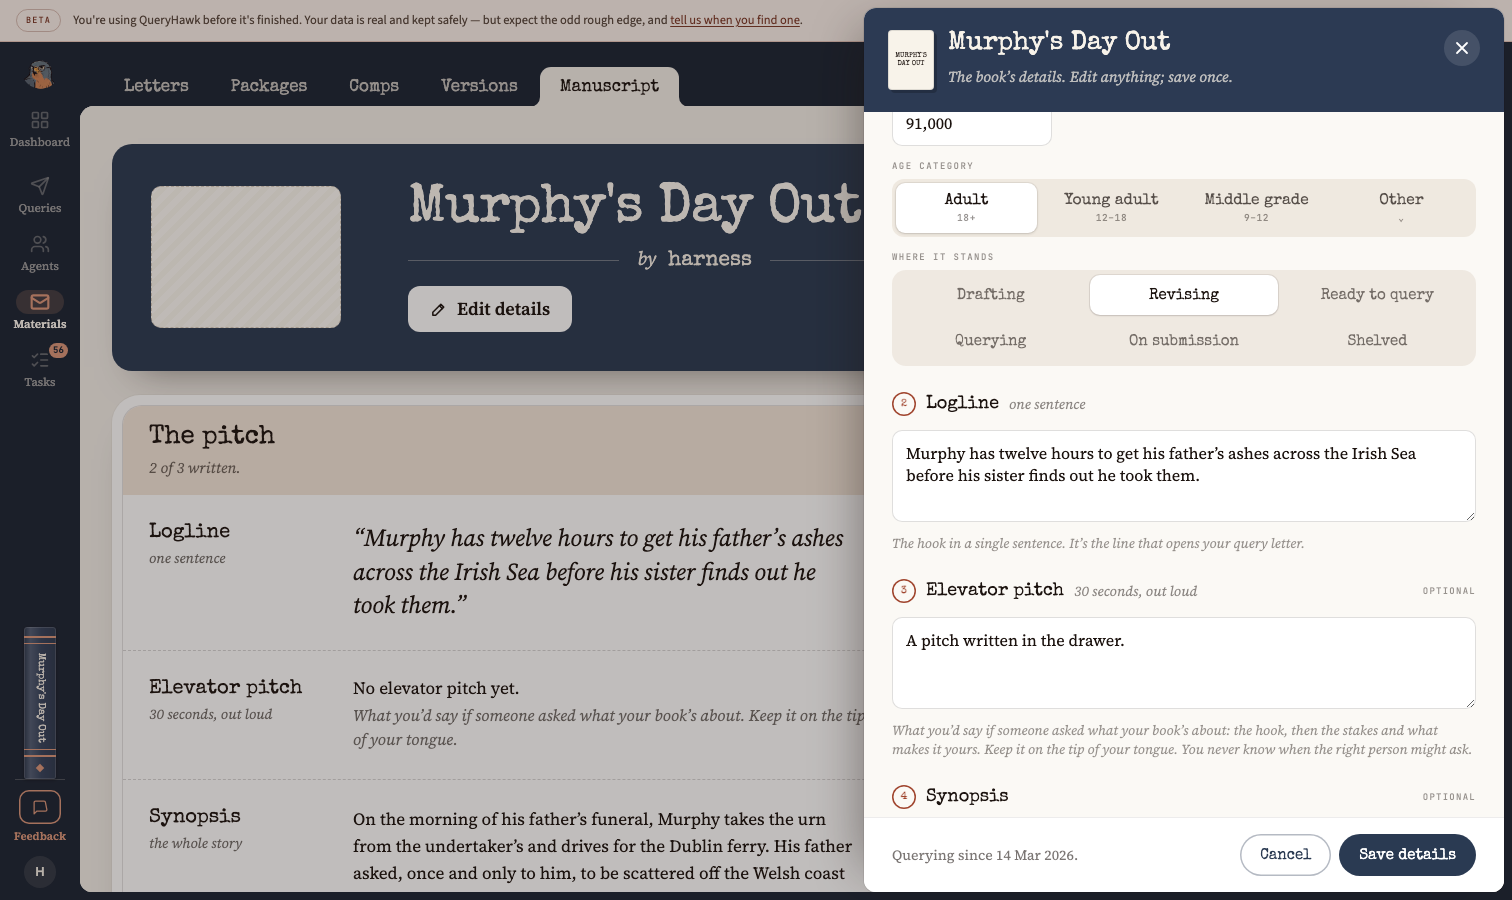 BETA You're using QueryHawk before it's finished. Your data is real and kept safely — but expect the odd rough edge, and tell us when you find one.
Letters Packages Comps Versions Manuscript
Dashboard
Queries
Agents
Materials
56
Tasks
Murphy's Day Out
Feedback
H
Murphy's Day Out
by harness
Edit details
The pitch
2 of 3 written.
Logline
one sentence
“Murphy has twelve hours to get his father’s ashes
across the Irish Sea before his sister finds out he
took them.”
Elevator pitch
30 seconds, out loud
No elevator pitch yet.
What you’d say if someone asked what your book’s about. Keep it on the tip
of your tongue.
Synopsis
the whole story
On the morning of his father’s funeral, Murphy takes the urn
from the undertaker’s and drives for the Dublin ferry. His father
asked, once and only to him, to be scattered off the Welsh coast
MURPHY'S
DAY OUT
Murphy's Day Out
The book’s details. Edit anything; save once.
91,000
AGE CATEGORY
Adult Young adult Middle grade Other
18+ 12–18 9–12
WHERE IT STANDS
Drafting Revising Ready to query
Querying On submission Shelved
2 Logline one sentence
Murphy has twelve hours to get his father’s ashes across the Irish Sea
before his sister finds out he took them.
The hook in a single sentence. It’s the line that opens your query letter.
3 Elevator pitch 30 seconds, out loud OPTIONAL
A pitch written in the drawer.
What you’d say if someone asked what your book’s about: the hook, then the stakes and what
makes it yours. Keep it on the tip of your tongue. You never know when the right person might ask.
4 Synopsis OPTIONAL
Querying since 14 Mar 2026.
Cancel Save details